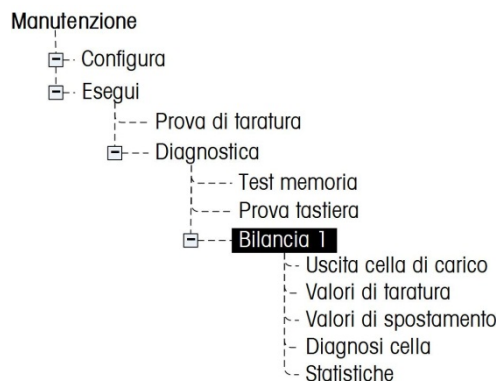 Manutenzione
Configura
Esegui
Prova di taratura
Diagnostica
Test memoria
Prova tastiera
Bilancia 1
Uscita cella di carico
Valori di taratura
Valori di spostamento
Diagnosi cella
Statistiche